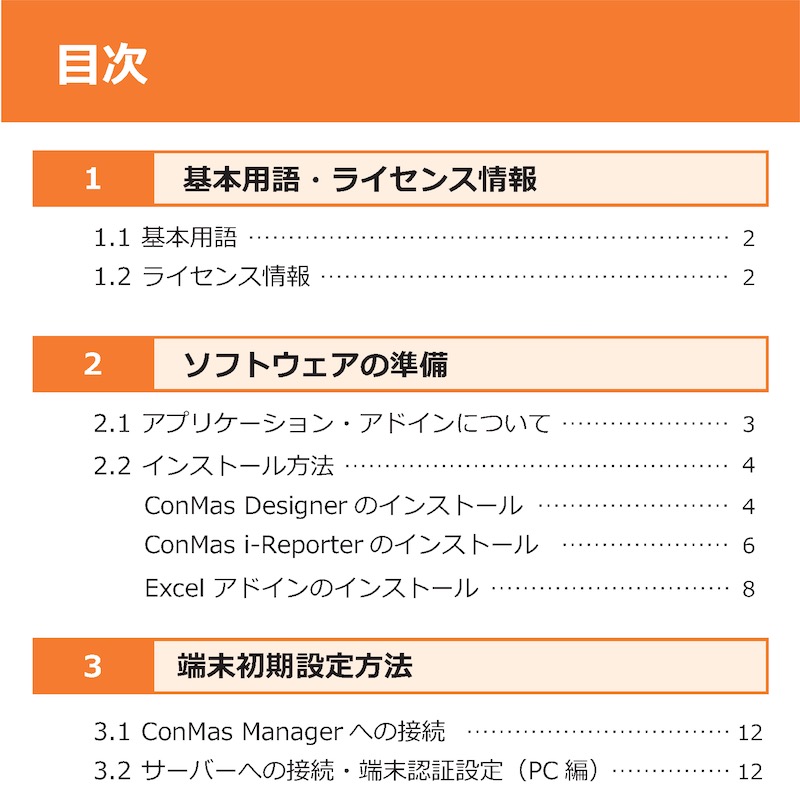 目次
1 基本用語・ライセンス情報
1.1 基本用語 ………………………………………………… 2
1.2 ライセンス情報 ………………………………………… 2
2 ソフトウェアの準備
2.1 アプリケーション・アドインについて ………………… 3
2.2 インストール方法 ……………………………………… 4
ConMas Designer のインストール ………………… 4
ConMas i-Reporter のインストール ……………… 6
Excel アドインのインストール ……………………… 8
3 端末初期設定方法
3.1 ConMas Manager への接続 ………………………… 12
3.2 サーバーへの接続・端末認証設定（PC 編）………… 12